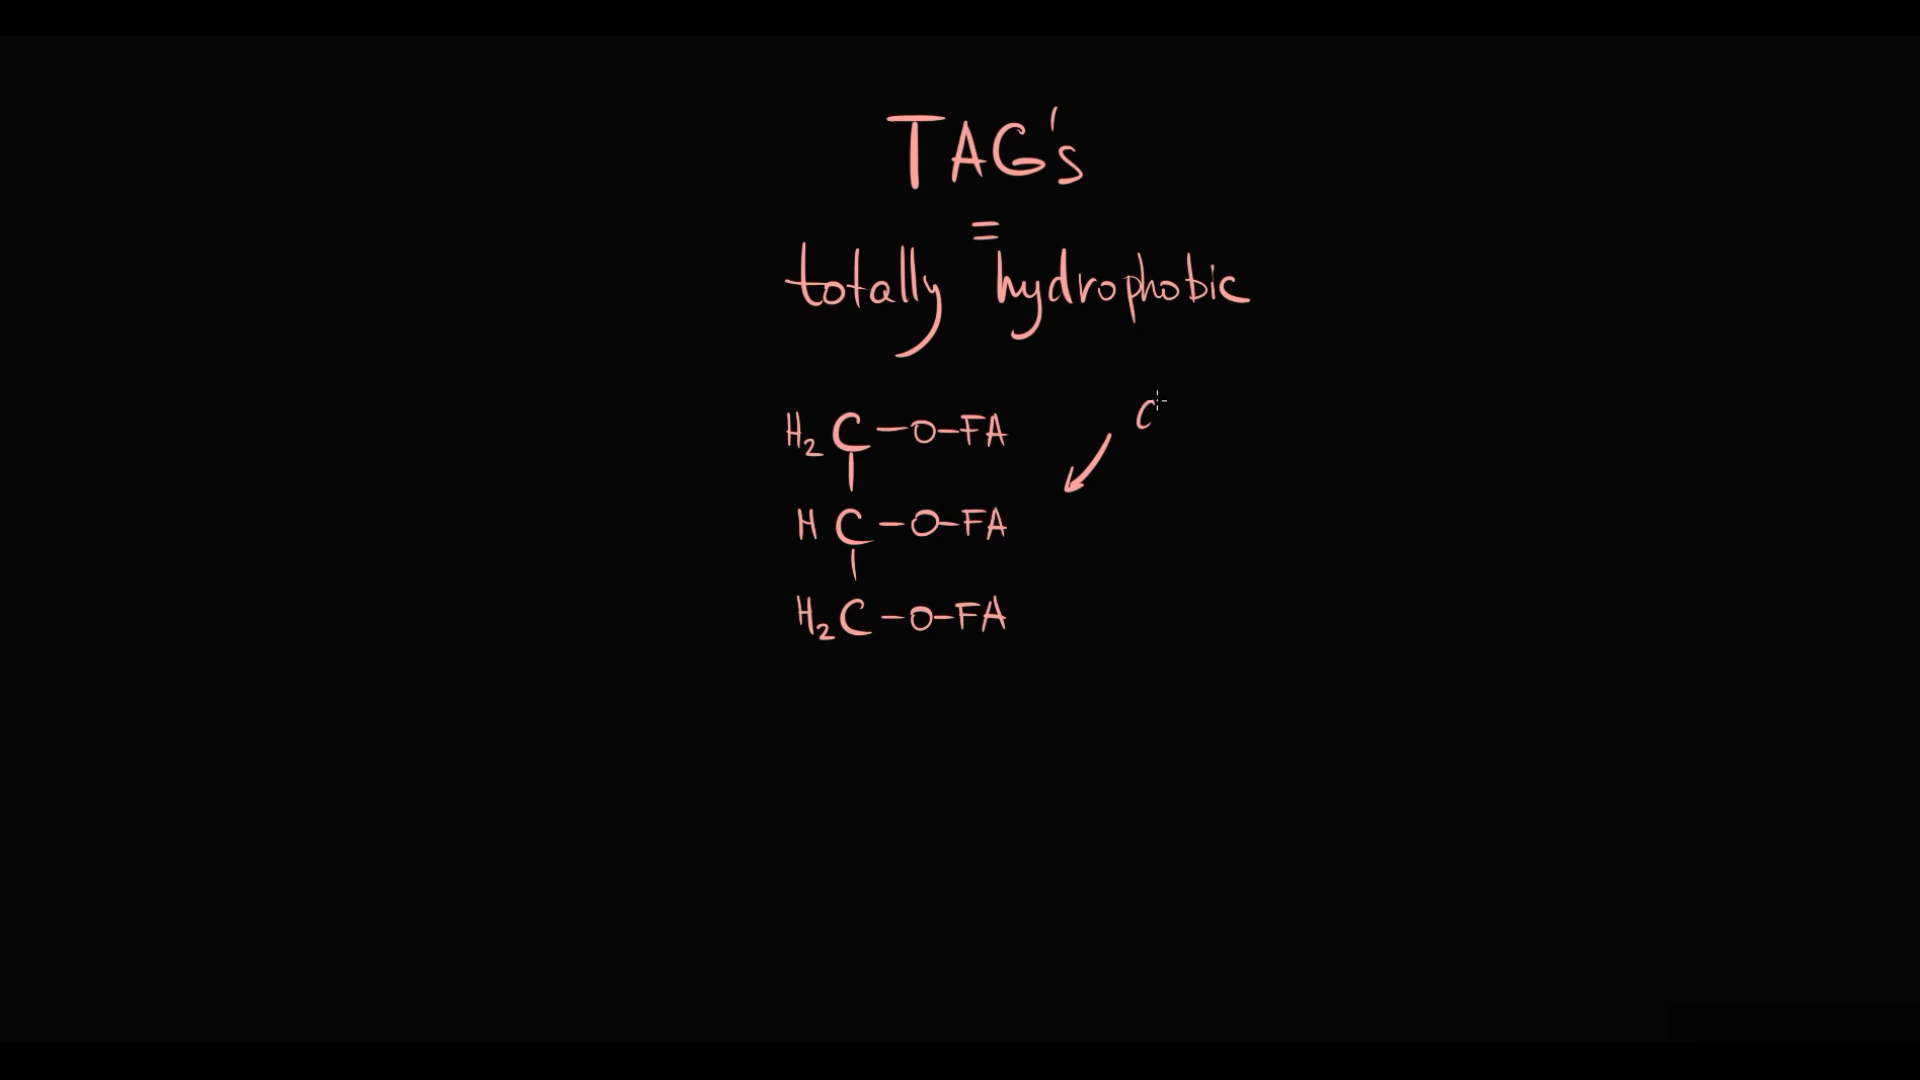 TAG's
=
totally hydrophobic
H₂C-O-FA
HC-O-FA
H₂C-O-FA